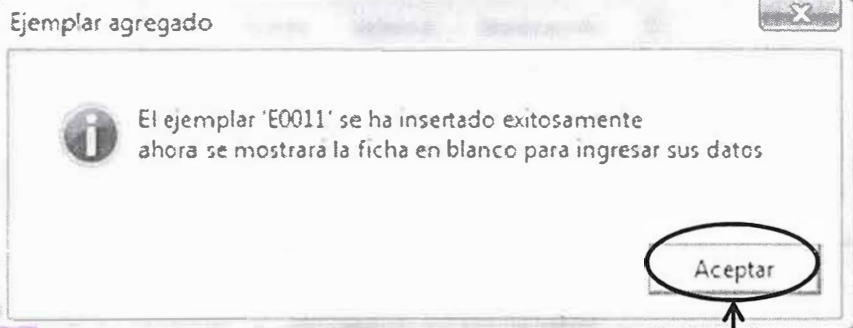 Ejemplar agregado
El ejemplar 'E0011' se ha insertado exitosamente
ahora se mostrará la ficha en blanco para ingresar sus datos
Aceptar